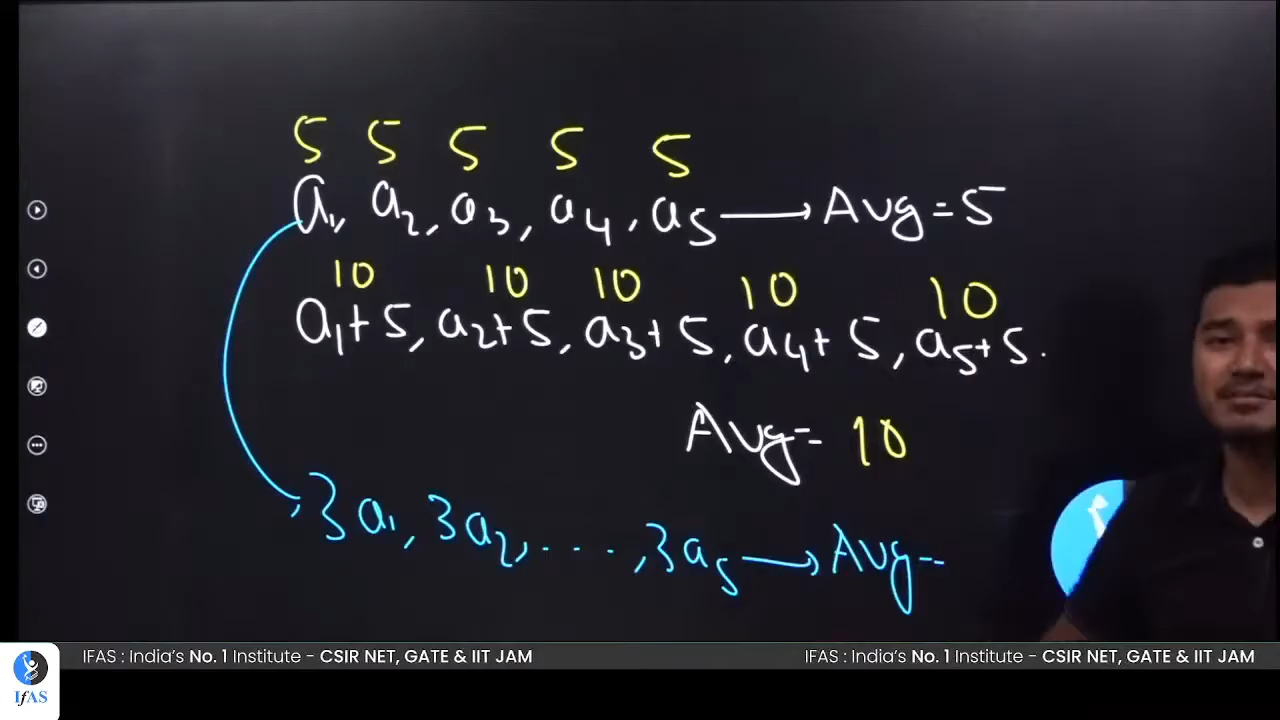 5 5 5 5 5
a₁, a₂, a₃, a₄, a₅ → Avg = 5
10 10 10 10 10
a₁+5, a₂+5, a₃+5, a₄+5, a₅+5.
Avg = 10
3a₁, 3a₂, ...., 3a₅ → Avg =
IFAS : India's No. 1 Institute - CSIR NET, GATE & IIT JAM
IFAS : India's No. 1 Institute - CSIR NET, GATE & IIT JAM
IfAS